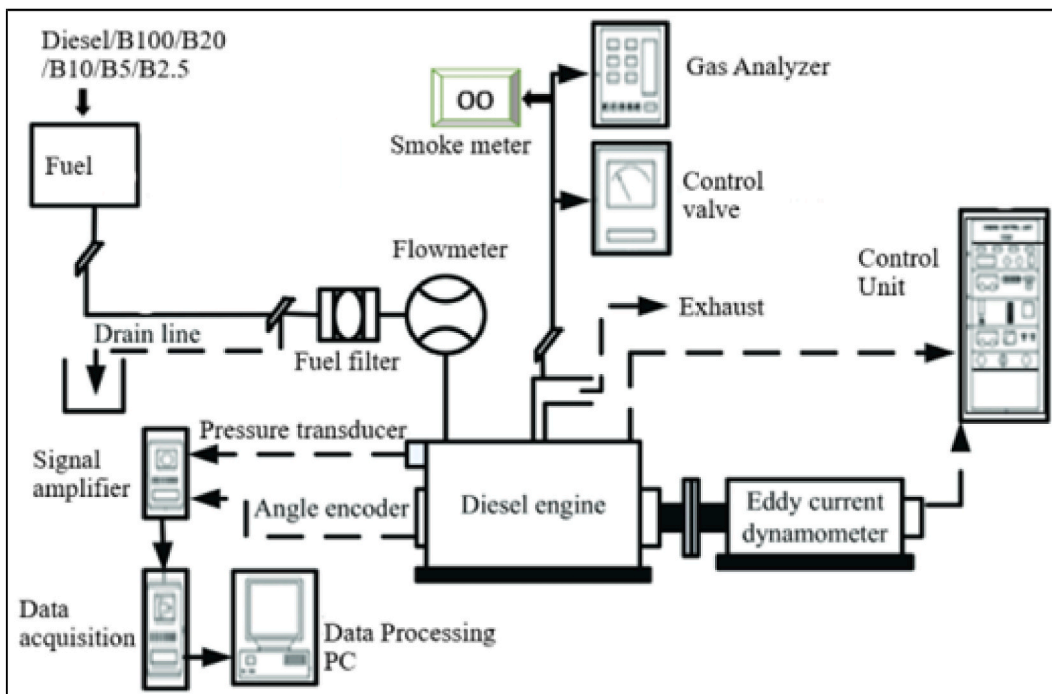 Diesel/B100/B20
/B10/B5/B2.5
Fuel
OO
Smoke meter
Gas Analyzer
Control
valve
Flowmeter
Control
Unit
Exhaust
Drain line
Fuel filter
Pressure transducer
Signal
amplifier
Angle encoder
Diesel engine
Eddy current
dynamometer
Data
acquisition
Data Processing
PC